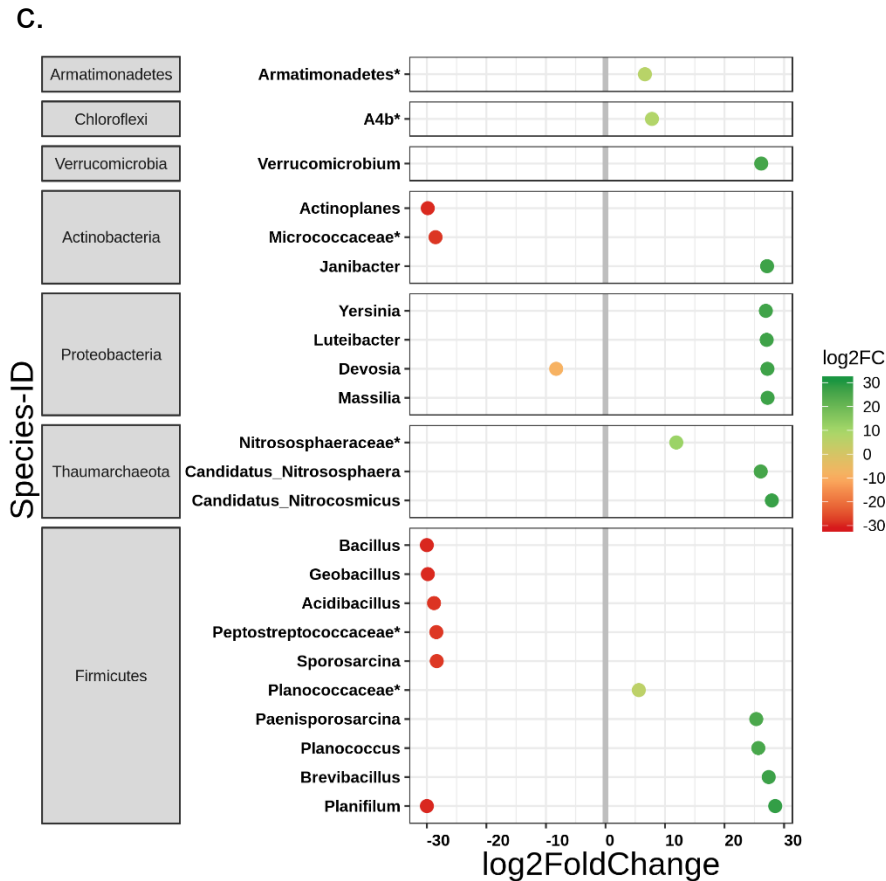 c.
Species-ID
Armatimonadetes
Armatimonadetes*
Chloroflexi
A4b*
Verrucomicrobia
Verrucomicrobium
Actinobacteria
Actinoplanes
Micrococcaceae*
Janibacter
Proteobacteria
Yersinia
Luteibacter
Devosia
Massilia
Thaumarchaeota
Nitrososphaeraceae*
Candidatus_Nitrososphaera
Candidatus_Nitrocosmicus
Firmicutes
Bacillus
Geobacillus
Acidibacillus
Peptostreptococcaceae*
Sporosarcina
Planococcaceae*
Paenisporosarcina
Planococcus
Brevibacillus
Planifilum
-30 -20 -10 0 10 20 30
log2FoldChange
log2FC
30
20
10
0
-10
-20
-30